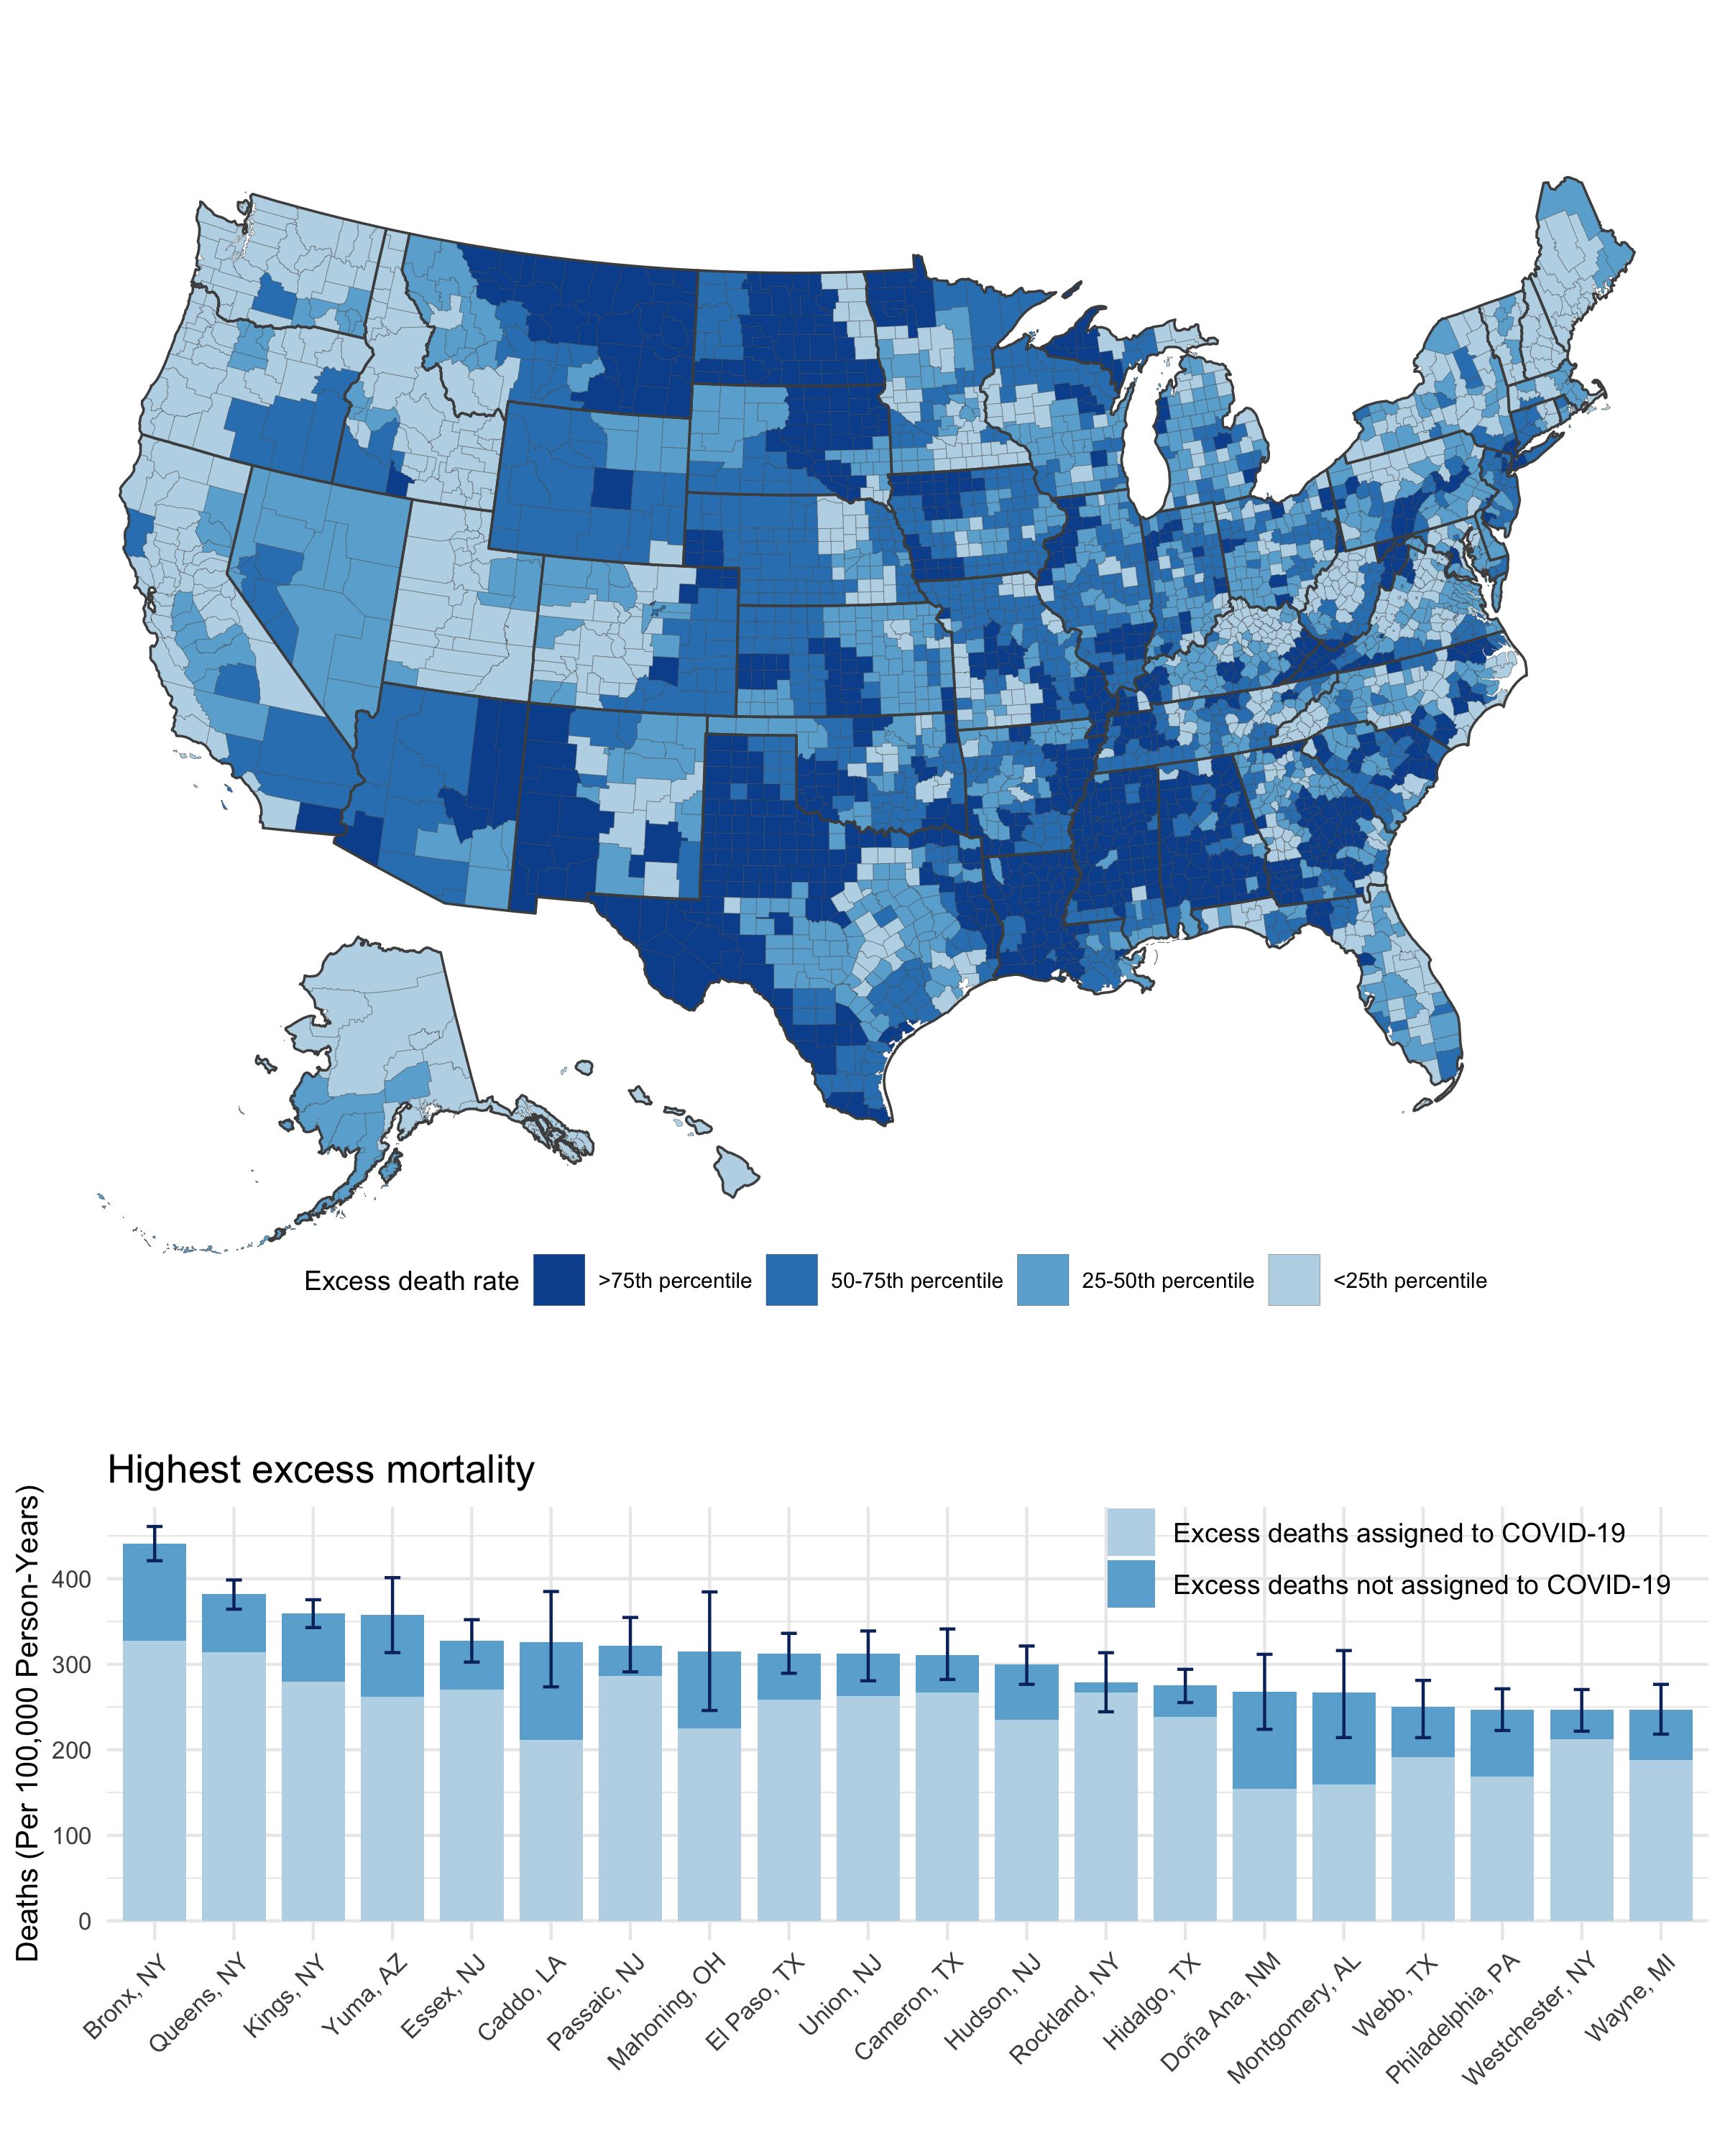 Excess death rate >75th percentile 50-75th percentile 25-50th percentile <25th percentile
Highest excess mortality
Deaths (Per 100,000 Person-Years)
Excess deaths assigned to COVID-19
Excess deaths not assigned to COVID-19
400
300
200
100
0
Bronx, NY
Queens, NY
Kings, NY
Yuma, AZ
Essex, NJ
Caddo, LA
Passaic, NJ
Mahoning, OH
El Paso, TX
Union, NJ
Cameron, TX
Hudson, NJ
Rockland, NY
Hidalgo, TX
Doña Ana, NM
Montgomery, AL
Webb, TX
Philadelphia, PA
Westchester, NY
Wayne, MI